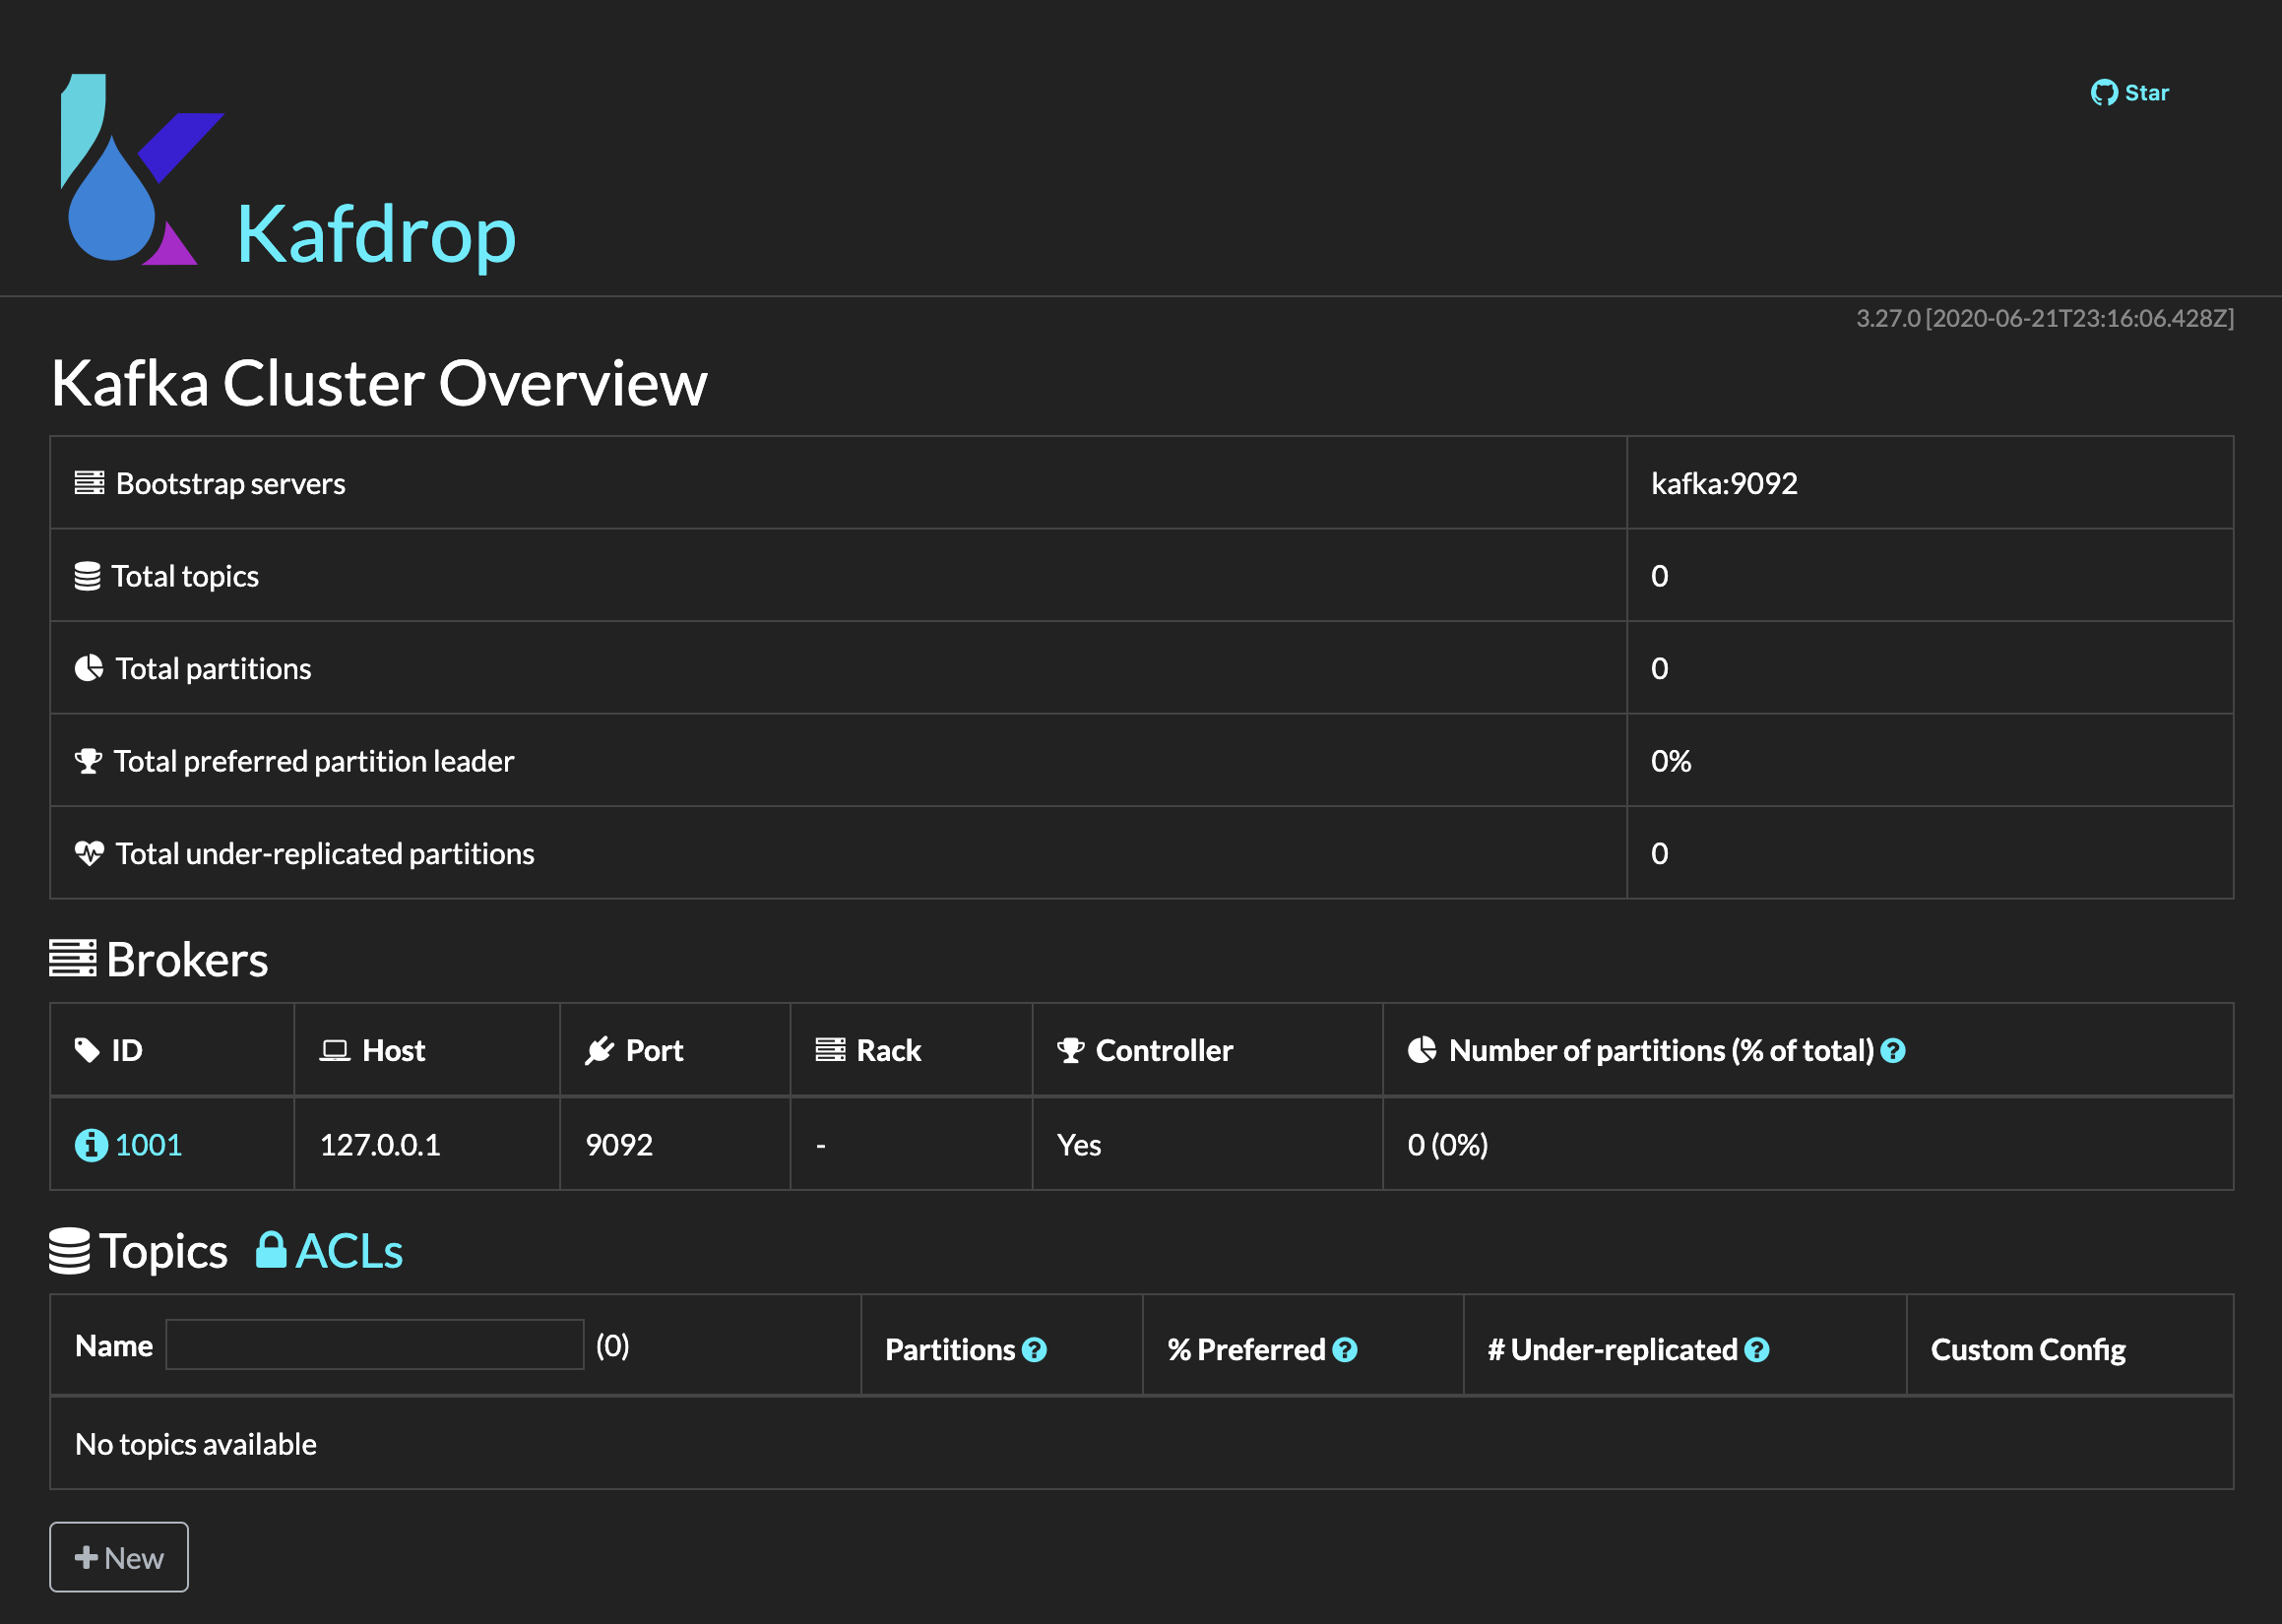 Star
Kafdrop
3.27.0 [2020-06-21T23:16:06.428Z]
Kafka Cluster Overview
Bootstrap servers kafka:9092
Total topics 0
Total partitions 0
Total preferred partition leader 0%
Total under-replicated partitions 0
Brokers
ID Host Port Rack Controller Number of partitions (% of total) ?
1001 127.0.0.1 9092 - Yes 0 (0%)
Topics ACLs
Name (0) Partitions ? % Preferred ? # Under-replicated ? Custom Config
No topics available
+ New